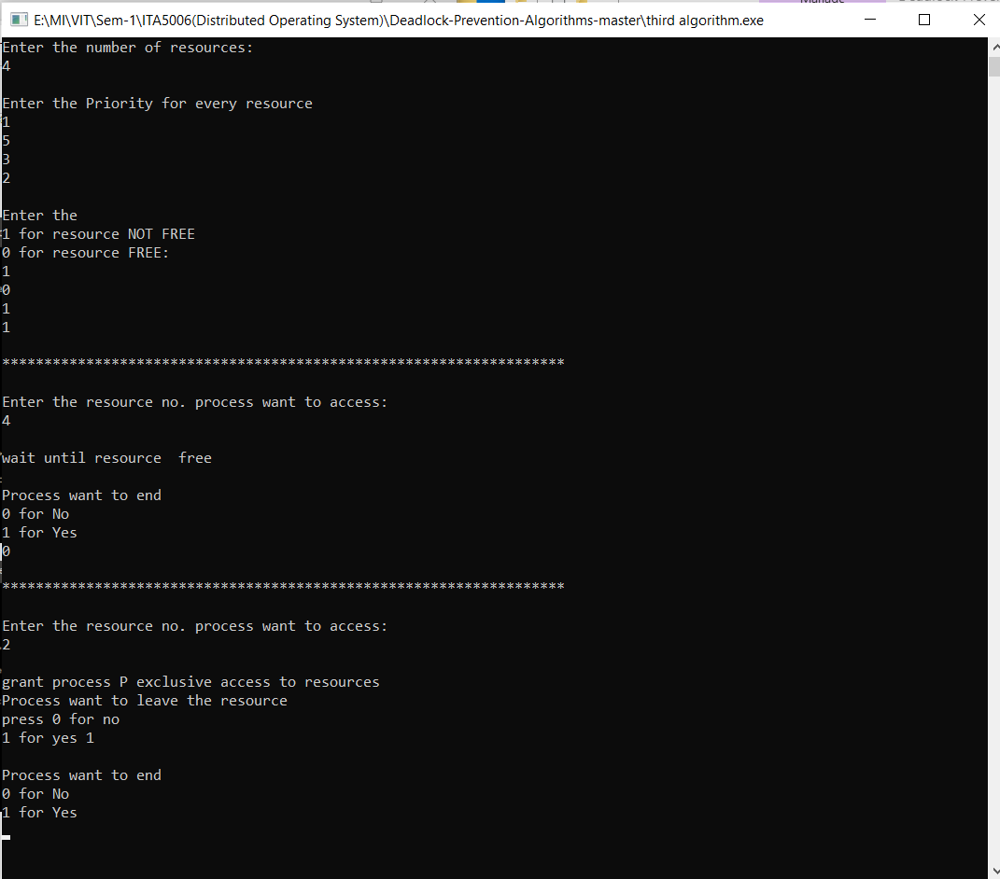 E:\MI\VIT\Sem-1\ITA5006(Distributed Operating System)\Deadlock-Prevention-Algorithms-master\third algorithm.exe
Enter the number of resources:
4
Enter the Priority for every resource
1
5
3
2
Enter the
1 for resource NOT FREE
0 for resource FREE:
1
0
1
1
*******************************************************************
Enter the resource no. process want to access:
4
wait until resource  free
Process want to end
0 for No
1 for Yes
0
*******************************************************************
Enter the resource no. process want to access:
2
grant process P exclusive access to resources
Process want to leave the resource
press 0 for no
1 for yes 1
Process want to end
0 for No
1 for Yes